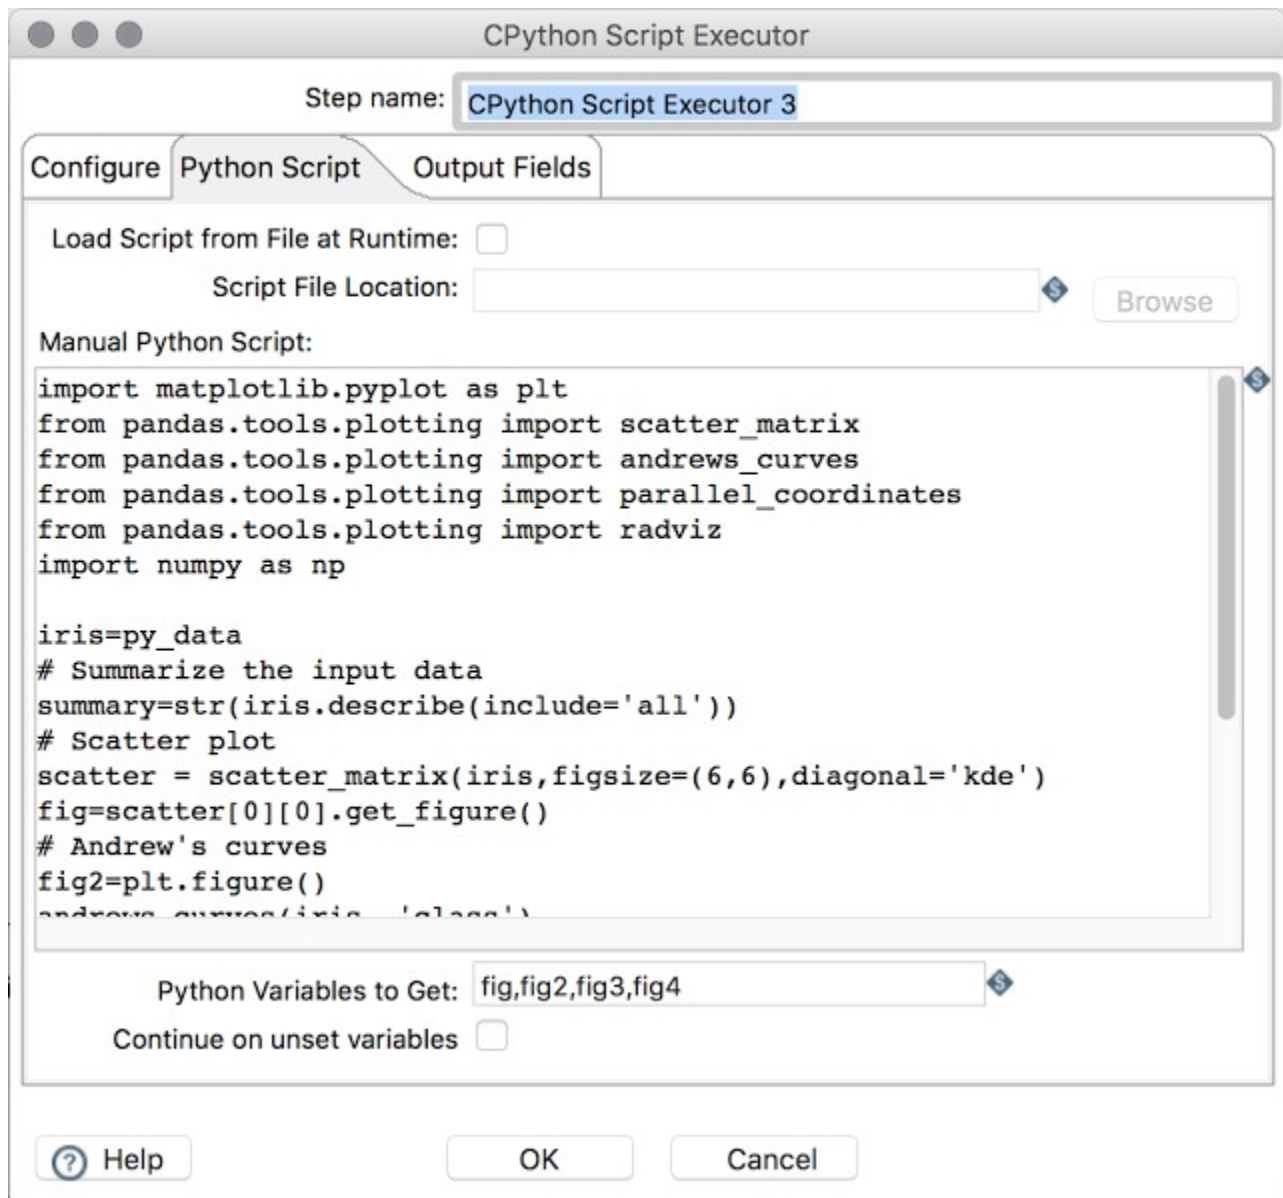 CPython Script Executor
Step name: CPython Script Executor 3
Configure Python Script Output Fields
Load Script from File at Runtime:
Script File Location:
Browse
Manual Python Script:
import matplotlib.pyplot as plt
from pandas.tools.plotting import scatter_matrix
from pandas.tools.plotting import andrews_curves
from pandas.tools.plotting import parallel_coordinates
from pandas.tools.plotting import radviz
import numpy as np
iris=py_data
# Summarize the input data
summary=str(iris.describe(include='all'))
# Scatter plot
scatter = scatter_matrix(iris,figsize=(6,6),diagonal='kde')
fig=scatter[0][0].get_figure()
# Andrew's curves
fig2=plt.figure()
andrews_curves(iris, 'class')
Python Variables to Get: fig,fig2,fig3,fig4
Continue on unset variables
Help OK Cancel